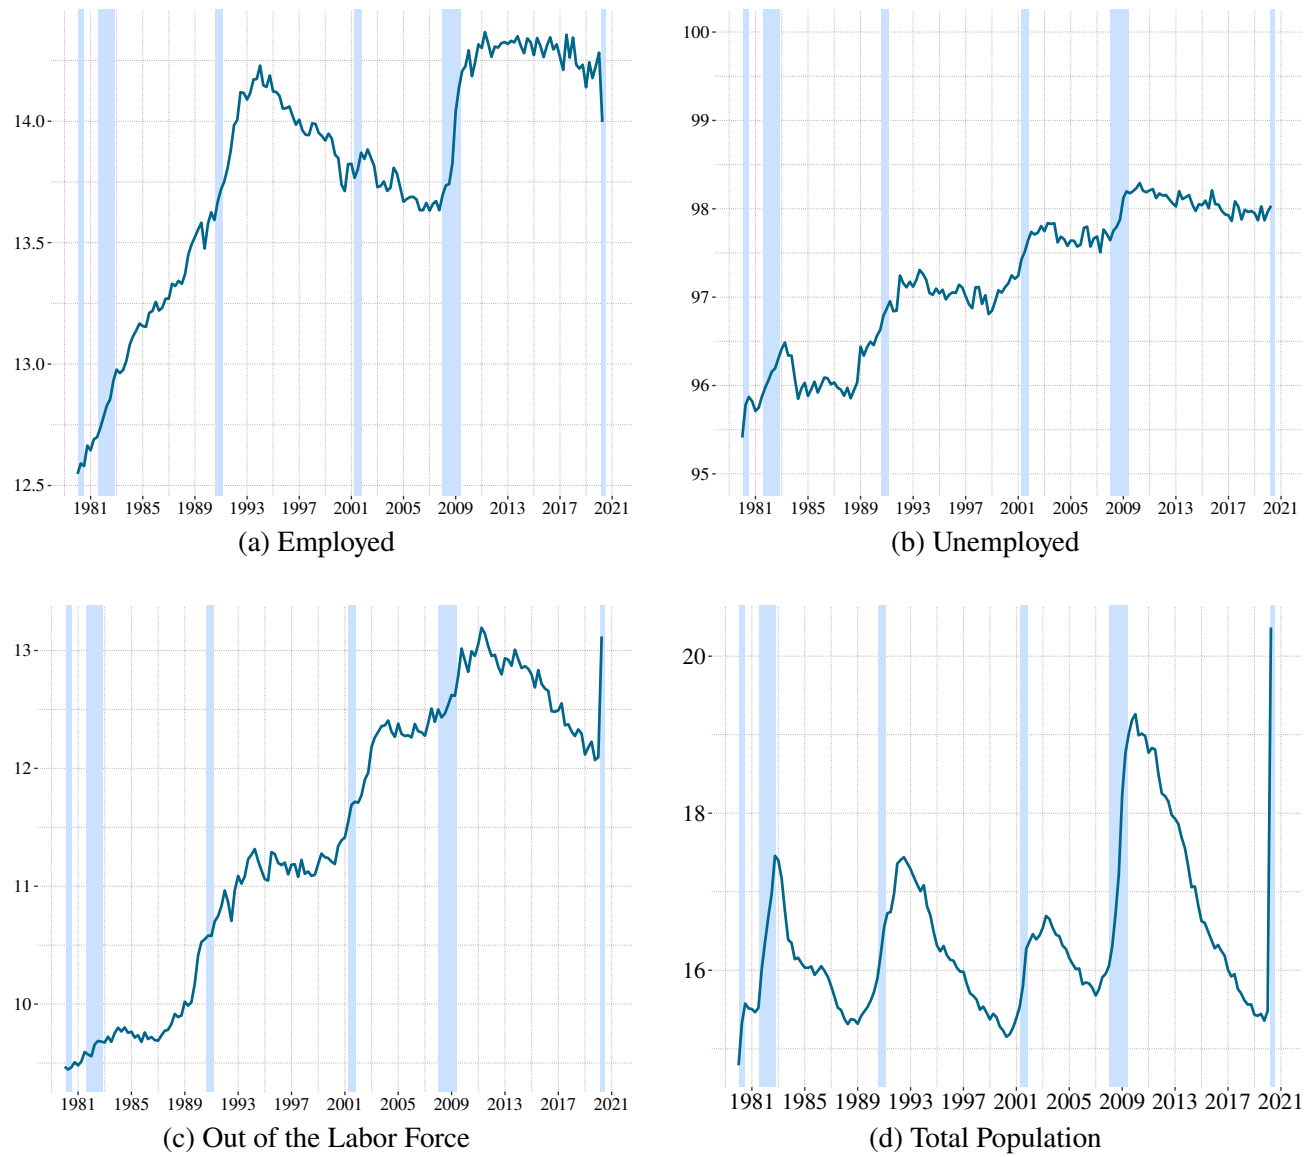 14.0
13.5
13.0
12.5
1981 1985 1989 1993 1997 2001 2005 2009 2013 2017 2021
(a) Employed
100
99
98
97
96
95
1981 1985 1989 1993 1997 2001 2005 2009 2013 2017 2021
(b) Unemployed
13
12
11
10
1981 1985 1989 1993 1997 2001 2005 2009 2013 2017 2021
(c) Out of the Labor Force
20
18
16
1981 1985 1989 1993 1997 2001 2005 2009 2013 2017 2021
(d) Total Population